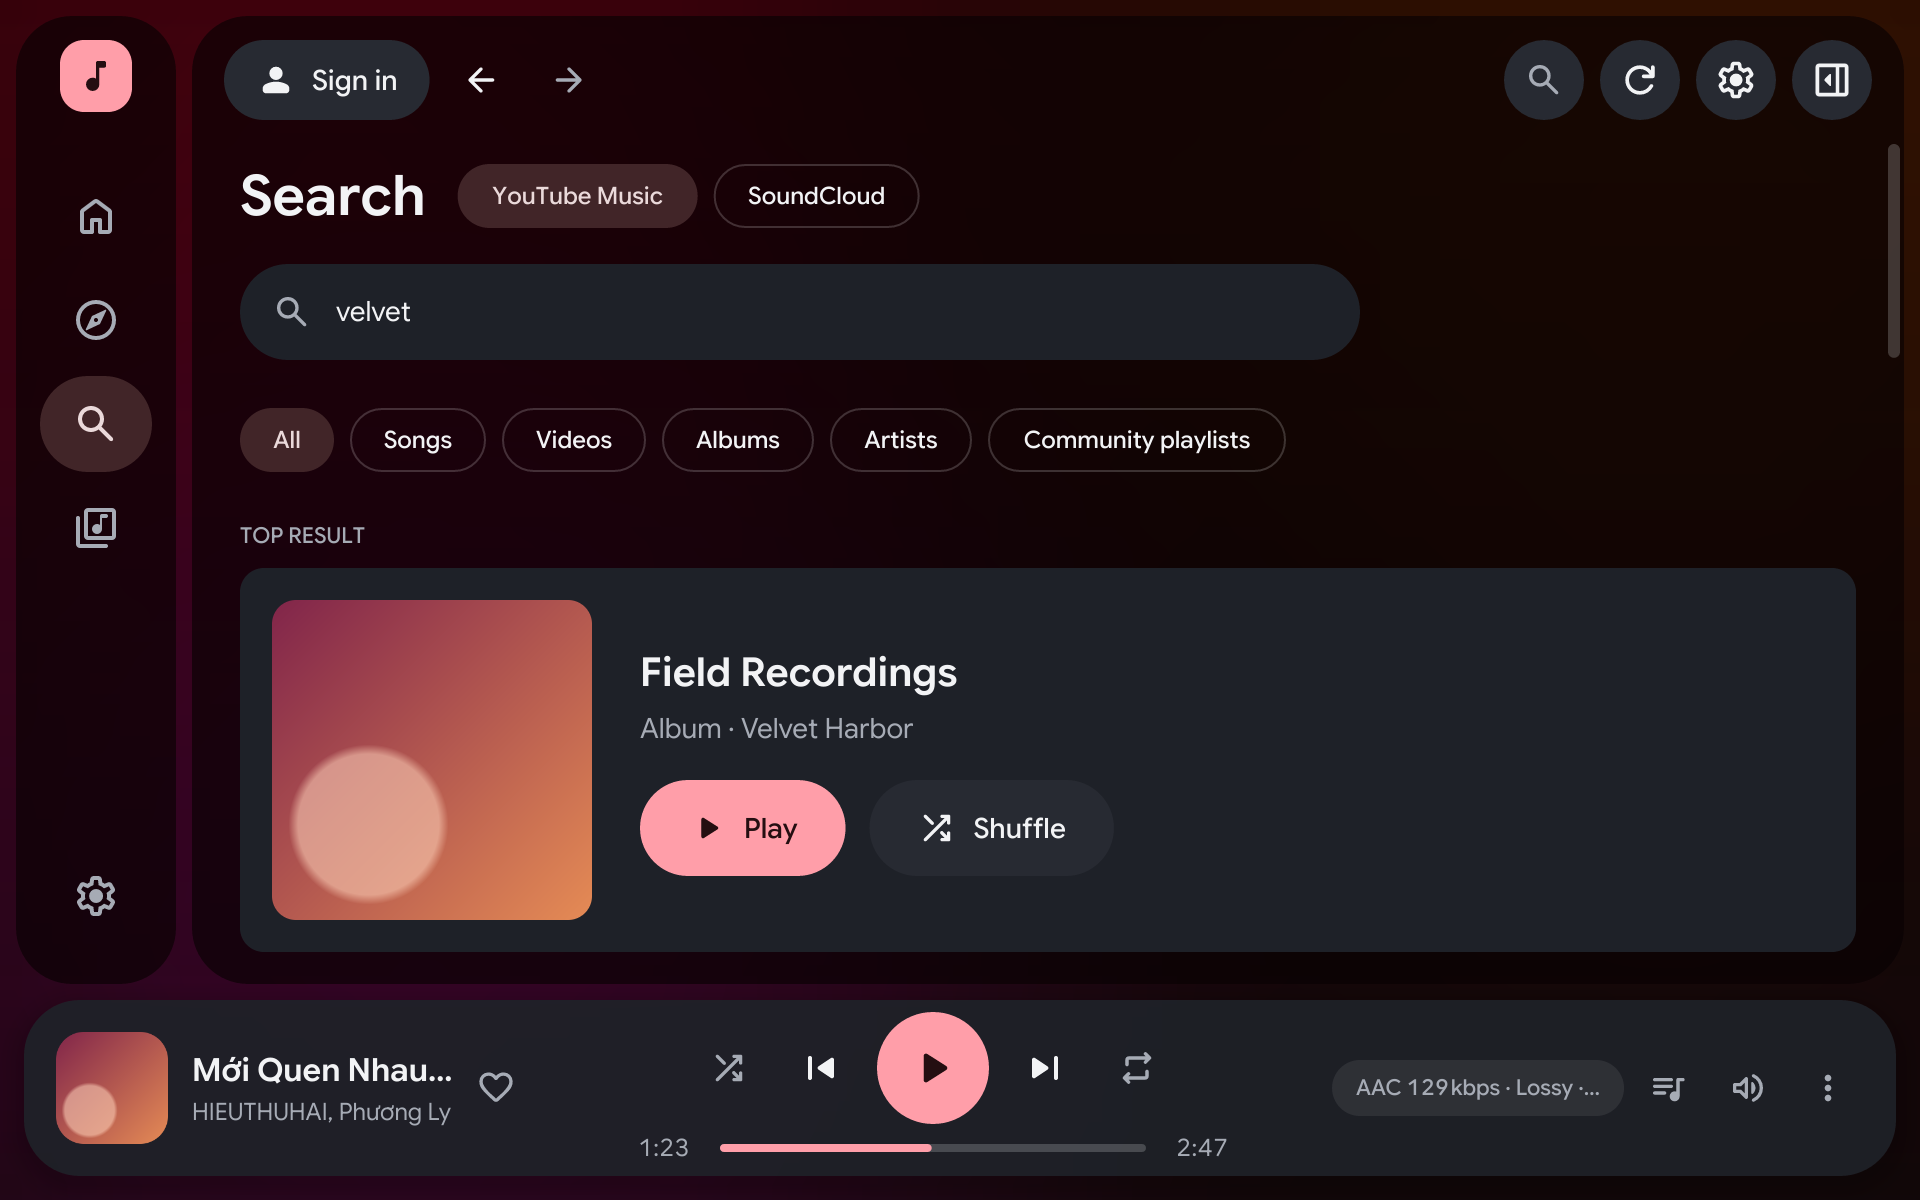 Sign in
Search
YouTube Music
SoundCloud
velvet
All
Songs
Videos
Albums
Artists
Community playlists
TOP RESULT
Field Recordings
Album · Velvet Harbor
Play
Shuffle
Mới Quen Nhau...
HIEUTHUHAI, Phương Ly
1:23
2:47
AAC 129kbps · Lossy ·...